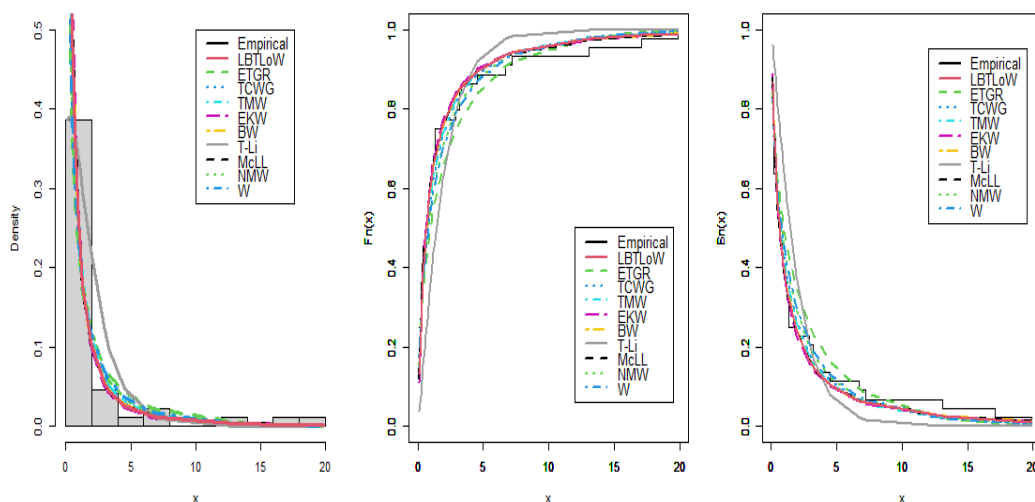 Density
0.0 0.1 0.2 0.3 0.4 0.5
0 5 10 15 20
x
Empirical
LBTLoW
ETGR
TCWG
TMW
EKW
BW
T-Li
McLL
NMW
W
Fn(x)
0.0 0.2 0.4 0.6 0.8 1.0
0 5 10 15 20
x
Empirical
LBTLoW
ETGR
TCWG
TMW
EKW
BW
T-Li
McLL
NMW
W
Bn(x)
0.0 0.2 0.4 0.6 0.8 1.0
0 5 10 15 20
x
Empirical
LBTLoW
ETGR
TCWG
TMW
EKW
BW
T-Li
McLL
NMW
W